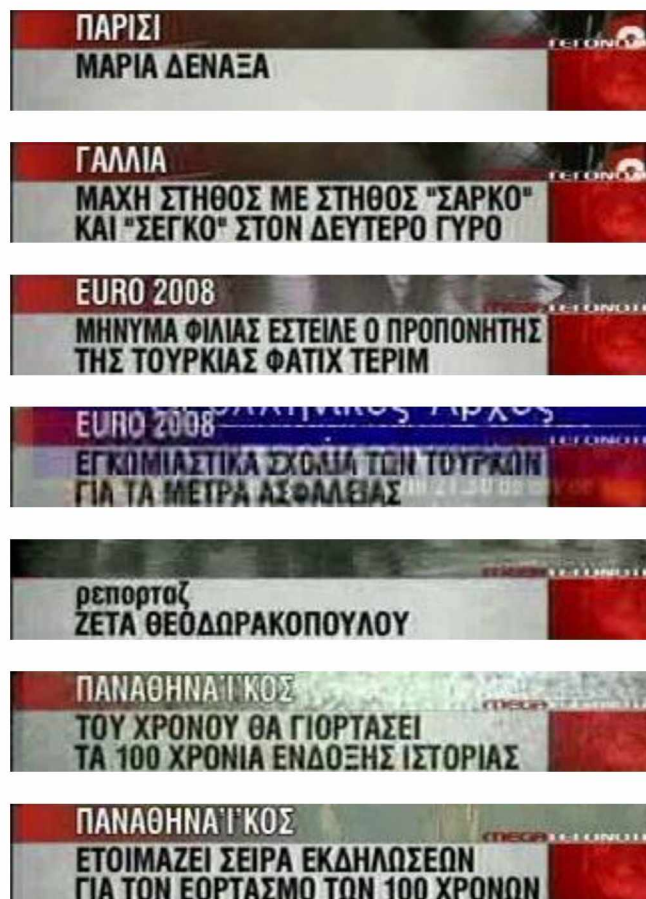 ΠΑΡΙΣΙ
ΜΑΡΙΑ ΔΕΝΑΞΑ
ΓΑΛΛΙΑ
ΜΑΧΗ ΣΤΗΘΟΣ ΜΕ ΣΤΗΘΟΣ "ΣΑΡΚΟ"
ΚΑΙ "ΣΕΓΚΟ" ΣΤΟΝ ΔΕΥΤΕΡΟ ΓΥΡΟ
EURO 2008
ΜΗΝΥΜΑ ΦΙΛΙΑΣ ΕΣΤΕΙΛΕ Ο ΠΡΟΠΟΝΗΤΗΣ
ΤΗΣ ΤΟΥΡΚΙΑΣ ΦΑΤΙΧ ΤΕΡΙΜ
EURO 2008
ΕΓΚΩΜΙΑΣΤΙΚΑ ΣΧΟΛΙΑ ΤΩΝ ΤΟΥΡΚΩΝ
ΓΙΑ ΤΑ ΜΕΤΡΑ ΑΣΦΑΛΕΙΑΣ
ρεπορταζ
ΖΕΤΑ ΘΕΟΔΩΡΑΚΟΠΟΥΛΟΥ
ΠΑΝΑΘΗΝΑΪΚΟΣ
MEGA
ΤΟΥ ΧΡΟΝΟΥ ΘΑ ΓΙΟΡΤΑΣΕΙ
ΤΑ 100 ΧΡΟΝΙΑ ΕΝΔΟΞΗΣ ΙΣΤΟΡΙΑΣ
ΠΑΝΑΘΗΝΑΪΚΟΣ
MEGA
ΕΤΟΙΜΑΖΕΙ ΣΕΙΡΑ ΕΚΔΗΛΩΣΕΩΝ
ΓΙΑ ΤΟΝ ΕΟΡΤΑΣΜΟ ΤΩΝ 100 ΧΡΟΝΩΝ